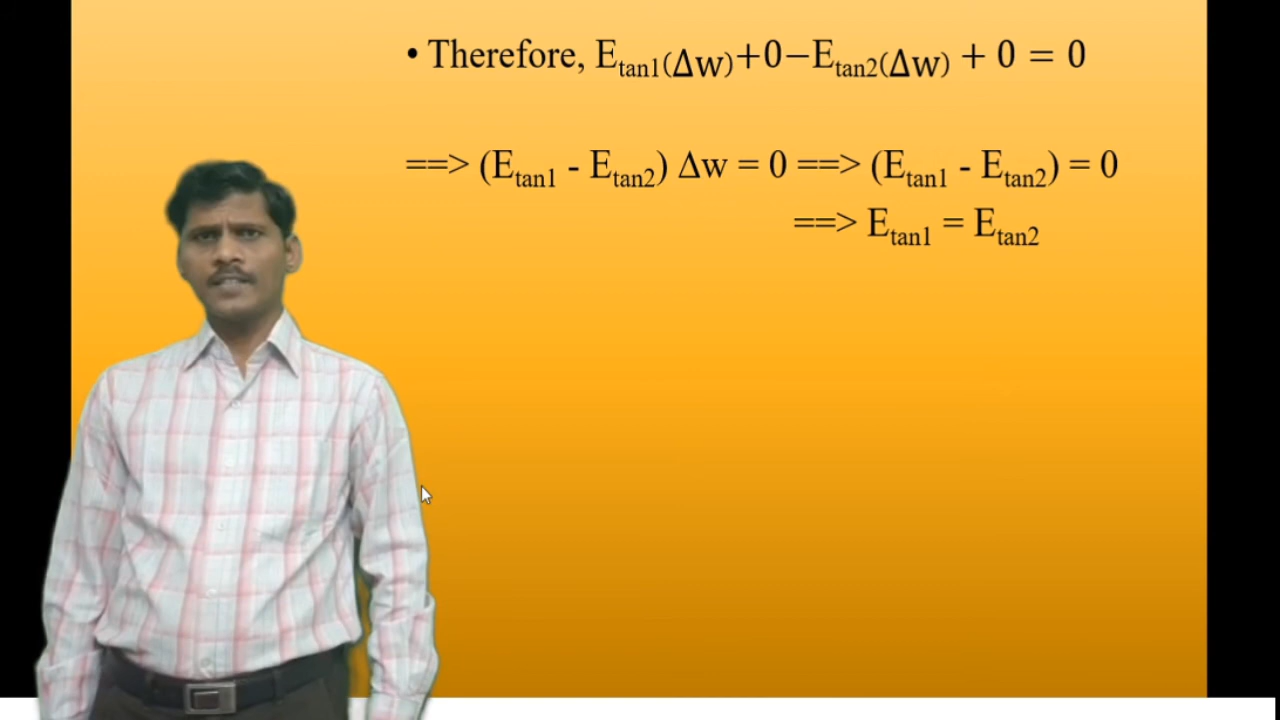 • Therefore, Etan1(Δw)+0−Etan2(Δw) + 0 = 0
==> (Etan1 - Etan2) Δw = 0 ==> (Etan1 - Etan2) = 0
==> Etan1 = Etan2